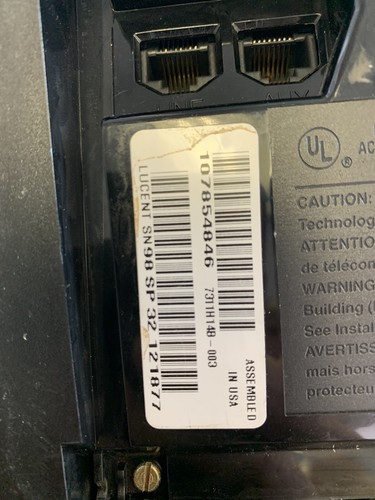 LINE AUX
LUCENT SN98 SP 32 121877
107854846
73D1H14B-003
ASSEMBLED
IN USA
UL ®
AC
CAUTION:
Technolog
ATTENTIO
de télécon
WARNING
Building (
See Instal
AVERTISS
mais hors
protecteu